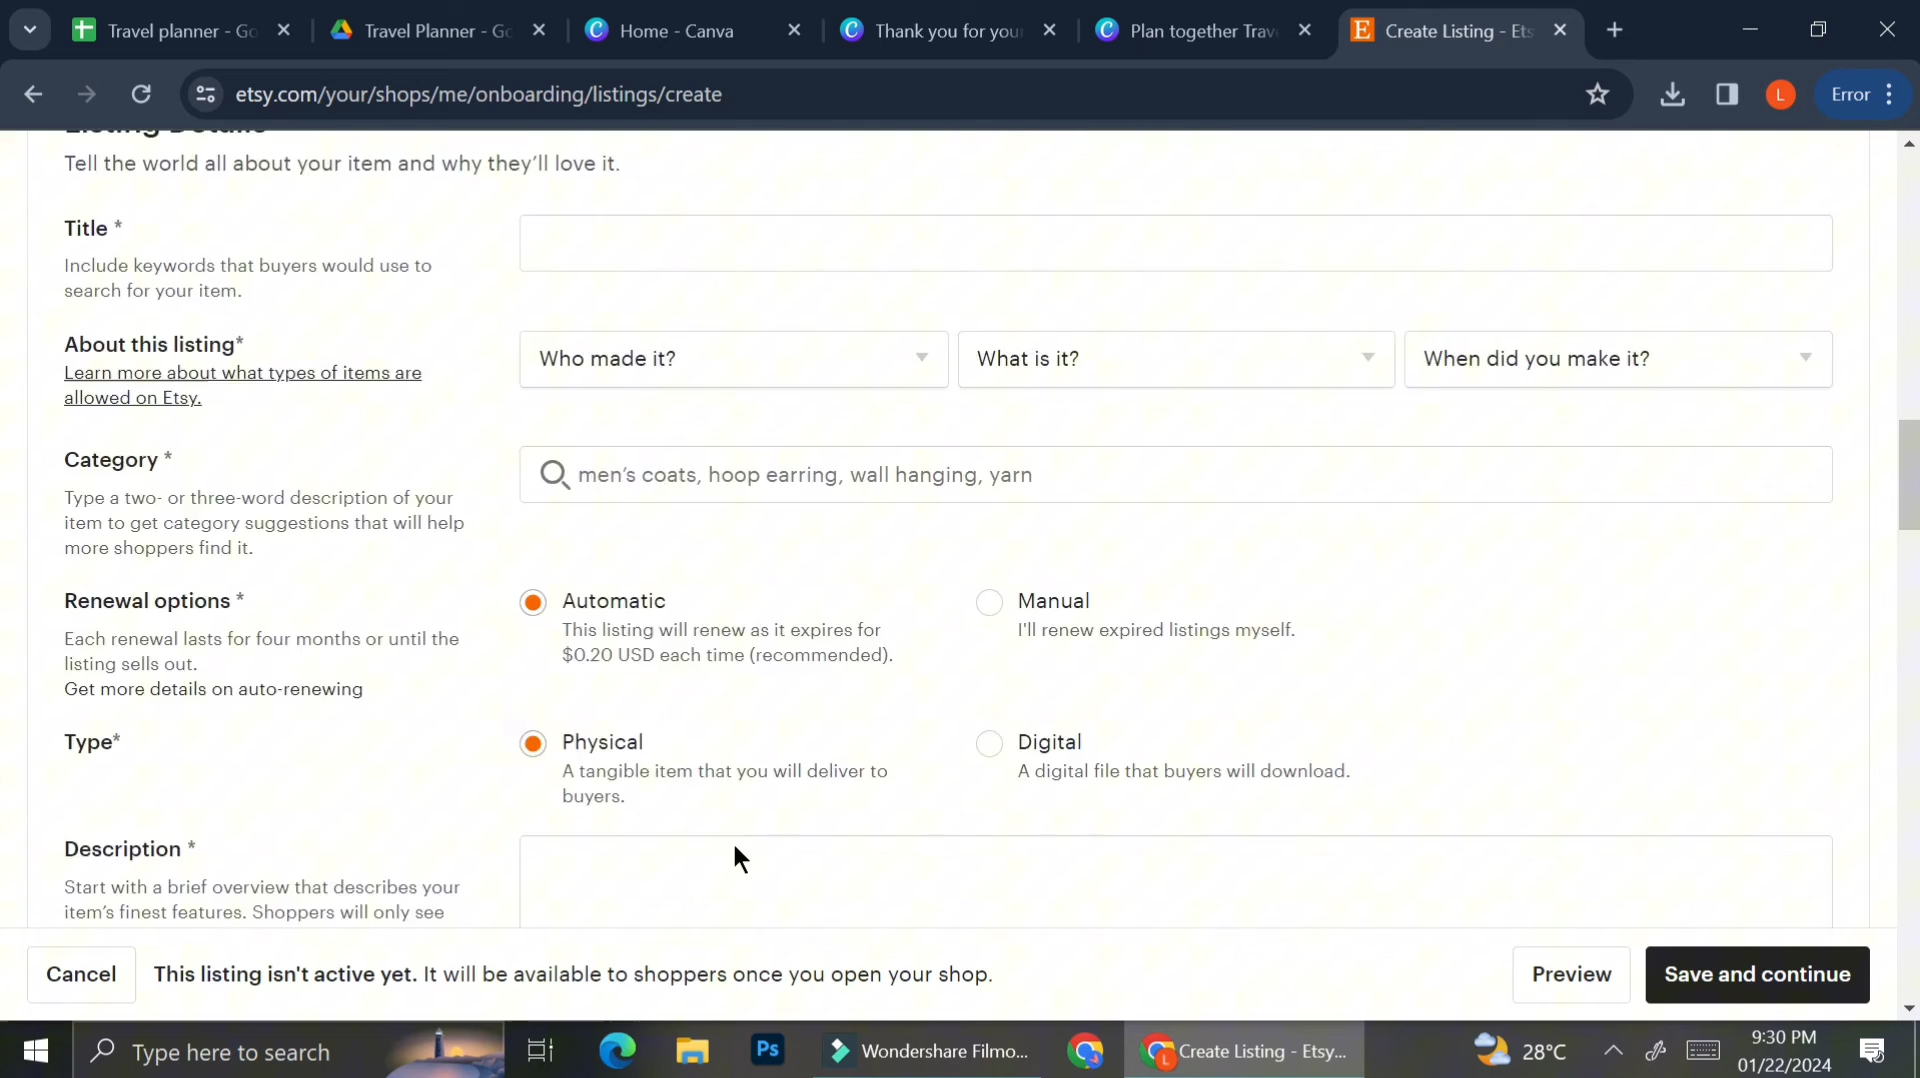 Travel planner - Go
Travel Planner - Go
Home - Canva
Thank you for you
Plan together Trav
Create Listing - Ets
etsy.com/your/shops/me/onboarding/listings/create
L
Error
Listing Details
Tell the world all about your item and why they'll love it.
Title *
Include keywords that buyers would use to
search for your item.
About this listing*
Learn more about what types of items are
allowed on Etsy.
Who made it?
What is it?
When did you make it?
Category *
Type a two- or three-word description of your
item to get category suggestions that will help
more shoppers find it.
men's coats, hoop earring, wall hanging, yarn
Renewal options *
Each renewal lasts for four months or until the
listing sells out.
Get more details on auto-renewing
Automatic
This listing will renew as it expires for
$0.20 USD each time (recommended).
Manual
I'll renew expired listings myself.
Type*
Physical
A tangible item that you will deliver to
buyers.
Digital
A digital file that buyers will download.
Description *
Start with a brief overview that describes your
item's finest features. Shoppers will only see
Cancel
This listing isn't active yet. It will be available to shoppers once you open your shop.
Preview
Save and continue
Type here to search
Ps
Wondershare Filmo...
L
Create Listing - Etsy...
28°C
9:30 PM
01/22/2024